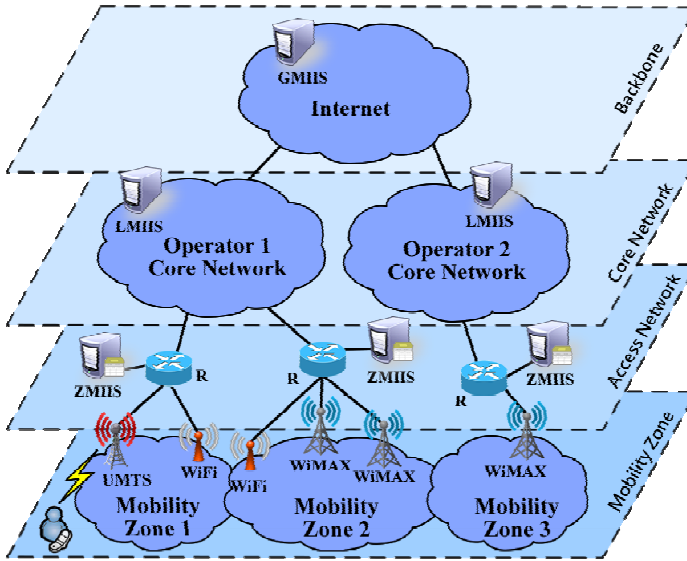 GMIIS
Internet
Backbone
LMIIS
Operator 1
Core Network
LMIIS
Operator 2
Core Network
Core Network
ZMIIS
R
R
ZMIIS
R
ZMIIS
Access Network
UMTS
WiFi
Mobility
Zone 1
WiFi
WiMAX
WiMAX
Mobility
Zone 2
WiMAX
Mobility
Zone 3
Mobility Zone